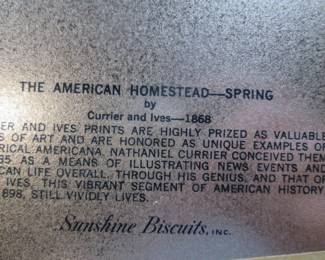 THE AMERICAN HOMESTEAD—SPRING
by
Currier and Ives—1868
ER AND IVES PRINTS ARE HIGHLY PRIZED AS VALUABLE
S OF ART AND ARE HONORED AS UNIQUE EXAMPLES OF
RICAL AMERICANA. NATHANIEL CURRIER CONCEIVED THEM
35 AS A MEANS OF ILLUSTRATING NEWS EVENTS AND
CAN LIFE OVERALL. THROUGH HIS GENIUS, AND THAT OF
IVES, THIS VIBRANT SEGMENT OF AMERICAN HISTORY
898, STILL VIVIDLY LIVES.
Sunshine Biscuits, INC.